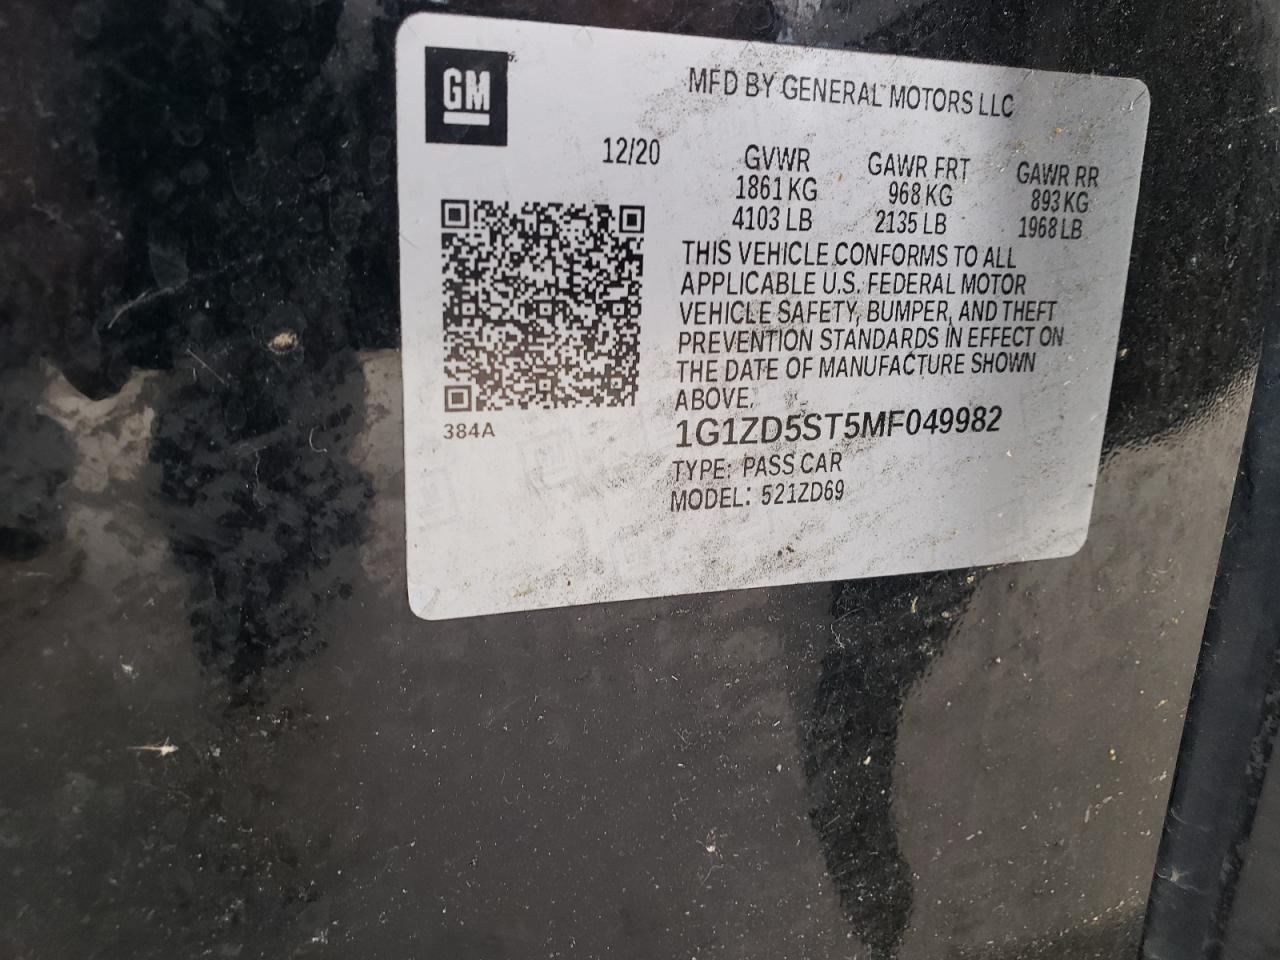 GM
MFD BY GENERAL MOTORS LLC
12/20
GVWR GAWR FRT GAWR RR
1861 KG 968 KG 893 KG
4103 LB 2135 LB 1968 LB
THIS VEHICLE CONFORMS TO ALL
APPLICABLE U.S. FEDERAL MOTOR
VEHICLE SAFETY, BUMPER, AND THEFT
PREVENTION STANDARDS IN EFFECT ON
THE DATE OF MANUFACTURE SHOWN
ABOVE.
384A
1G1ZD5ST5MF049982
TYPE: PASS CAR
MODEL: 521ZD69